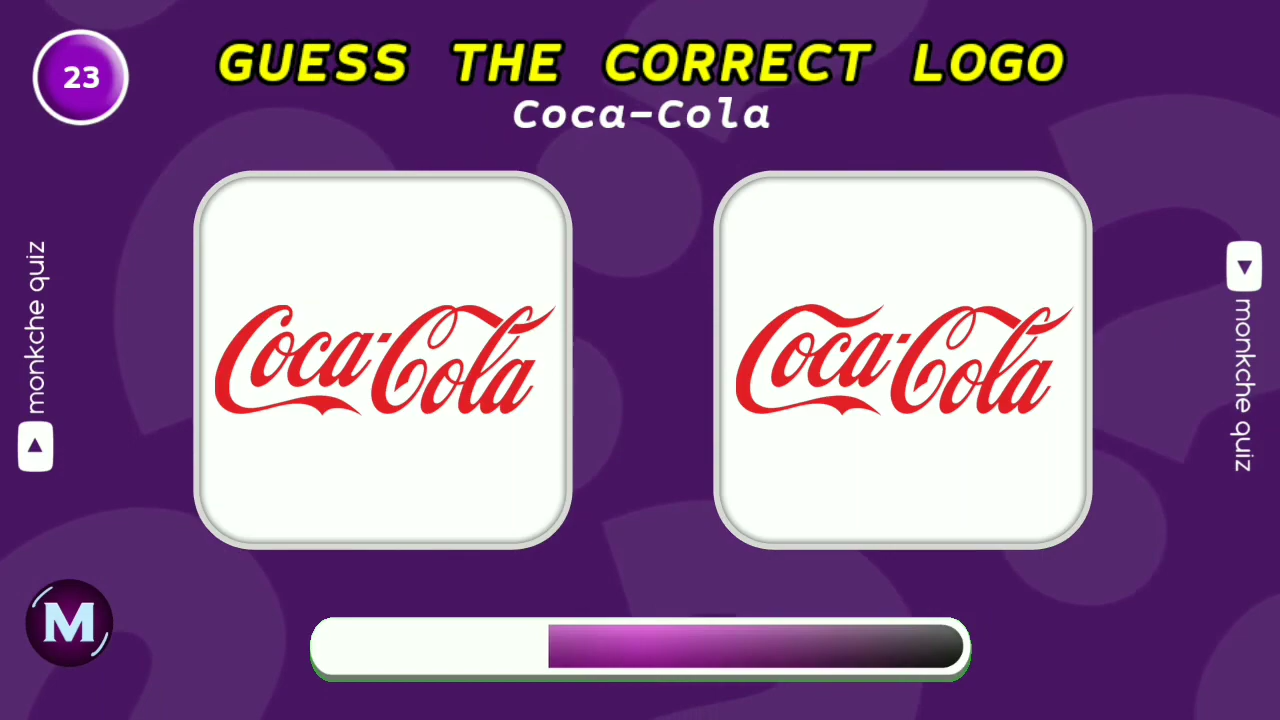 23
GUESS THE CORRECT LOGO
Coca-Cola
monkche quiz
Coca-Cola
Coca-Cola
monkche quiz
M